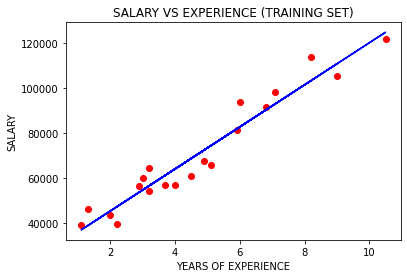 SALARY VS EXPERIENCE (TRAINING SET)
120000
100000
80000
60000
40000
SALARY
2 4 6 8 10
YEARS OF EXPERIENCE